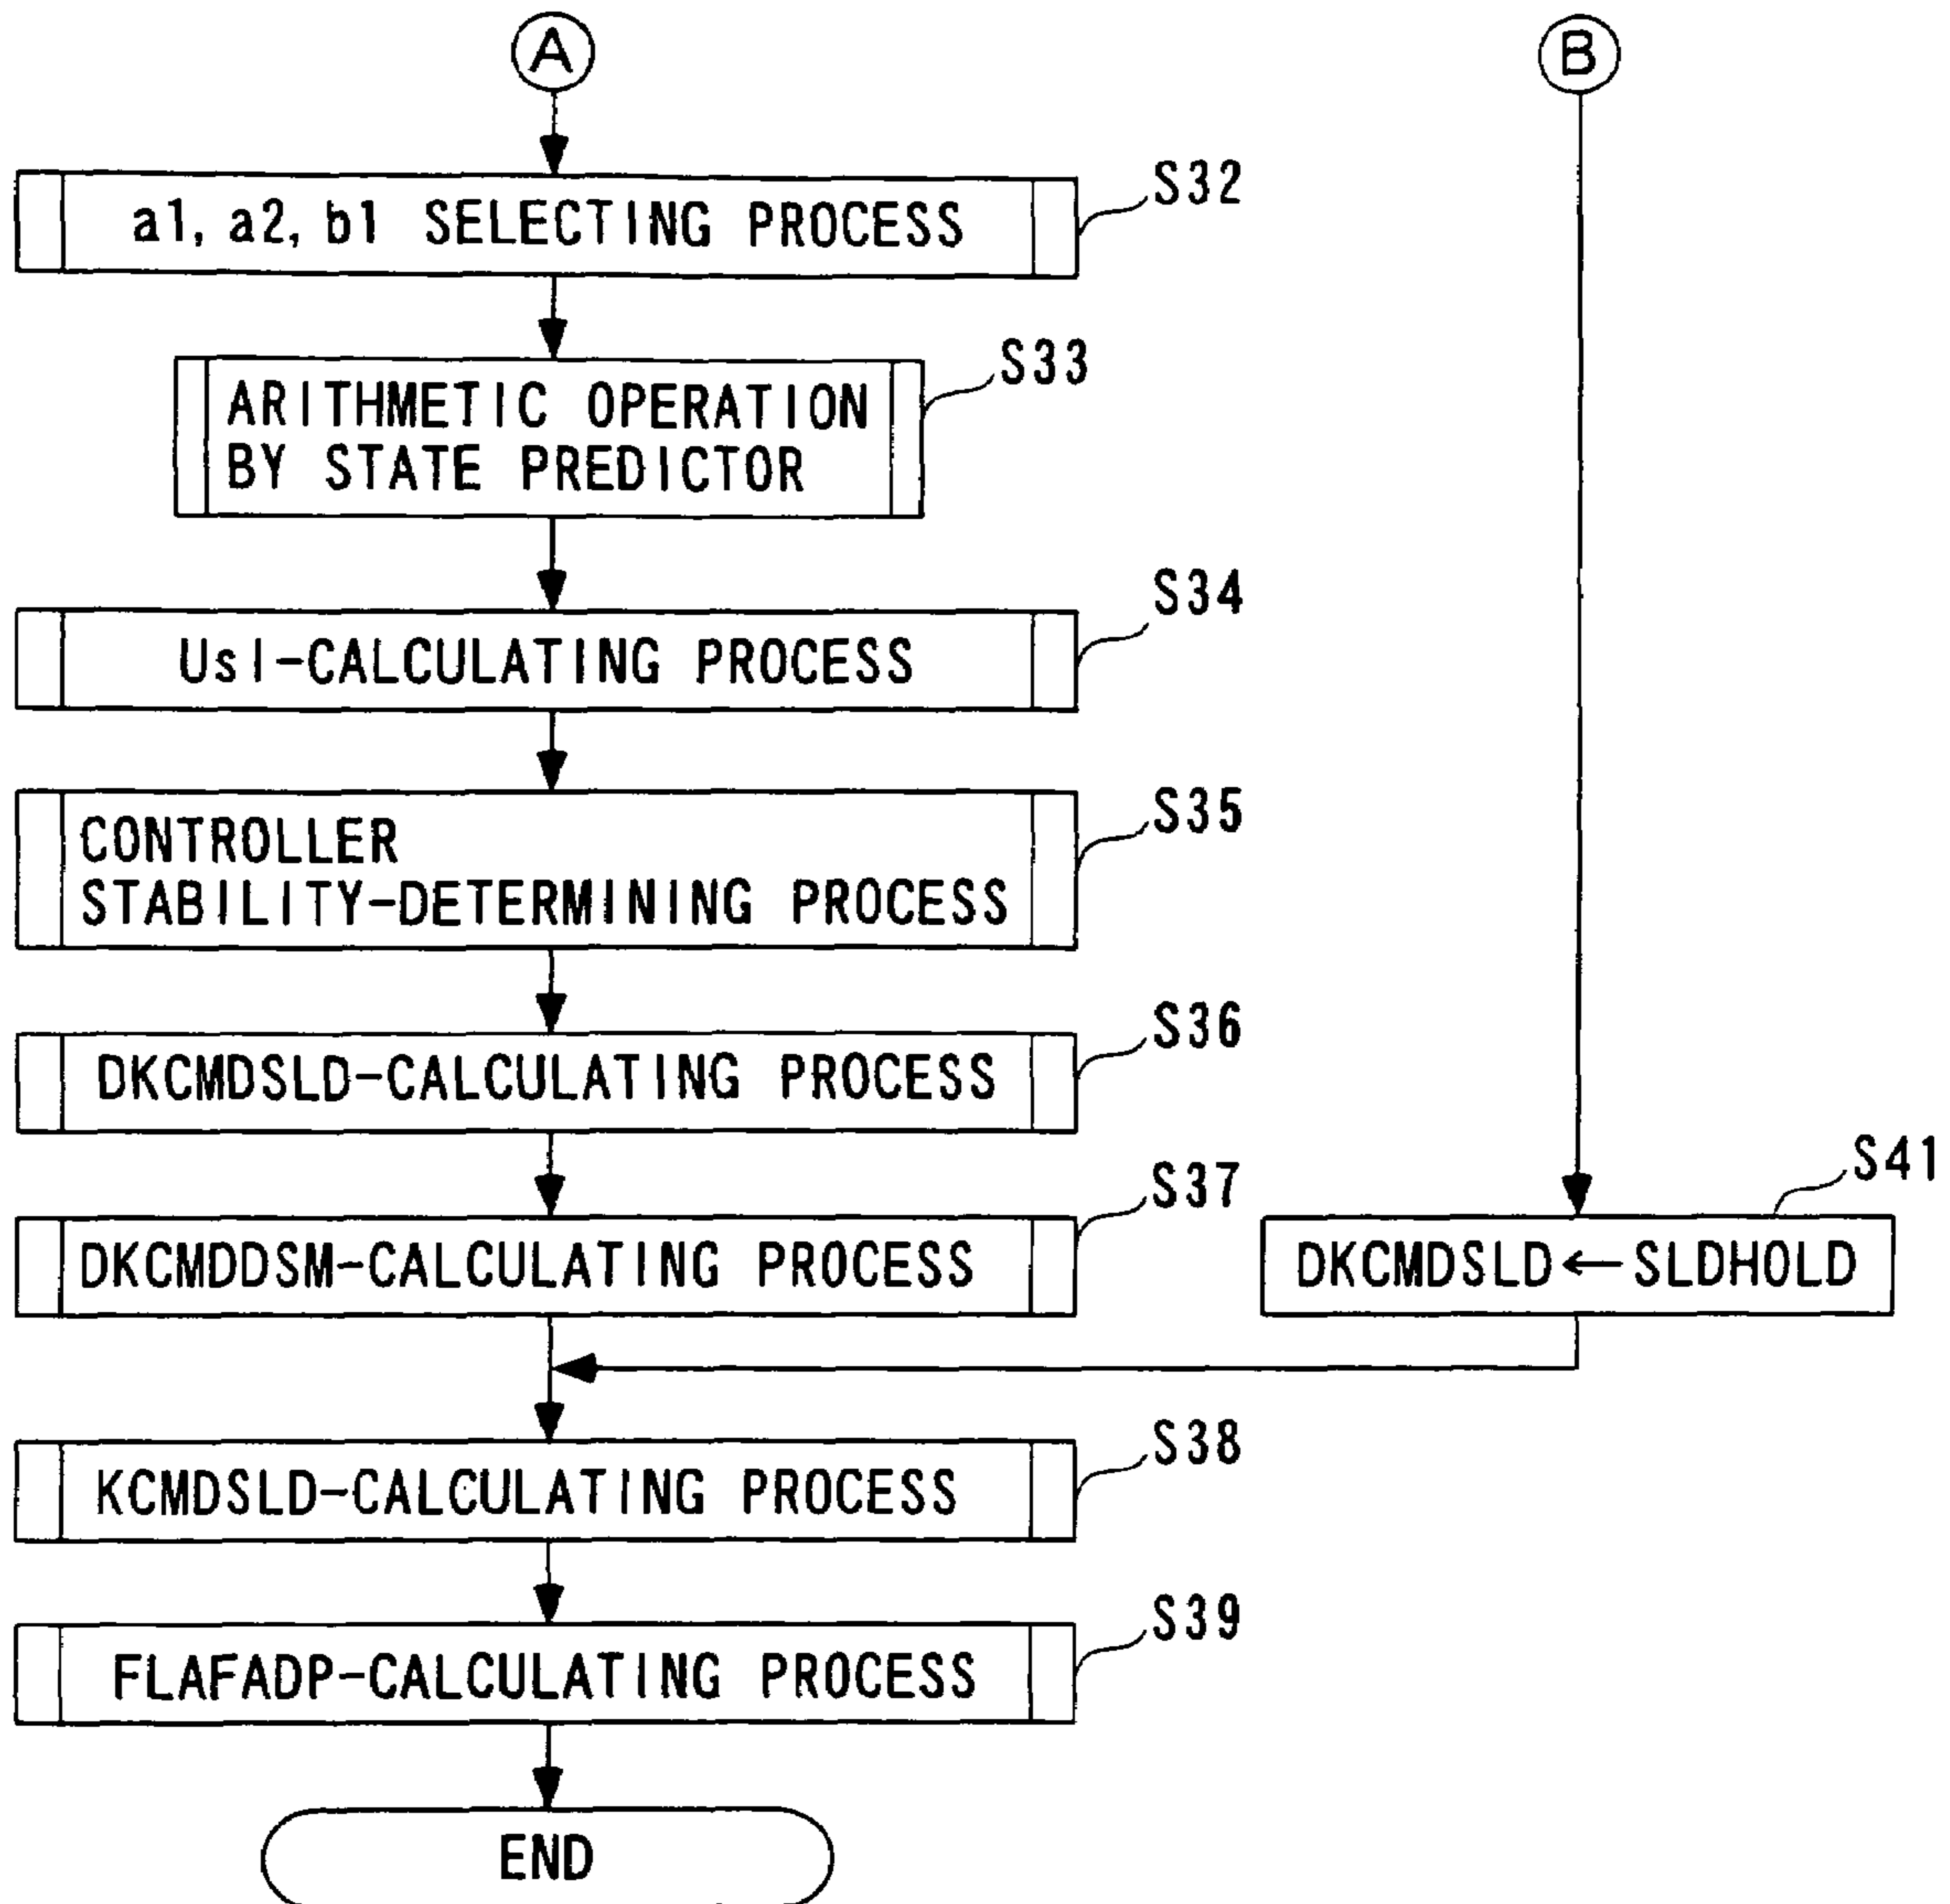 A
B
S32
a1, a2, b1 SELECTING PROCESS
S33
ARITHMETIC OPERATION
BY STATE PREDICTOR
S34
Usl-CALCULATING PROCESS
S35
CONTROLLER
STABILITY-DETERMINING PROCESS
S36
DKCMDSLD-CALCULATING PROCESS
S37
DKCMDDSM-CALCULATING PROCESS
S41
DKCMDSLD←SLDHOLD
S38
KCMDSLD-CALCULATING PROCESS
S39
FLAFADP-CALCULATING PROCESS
END